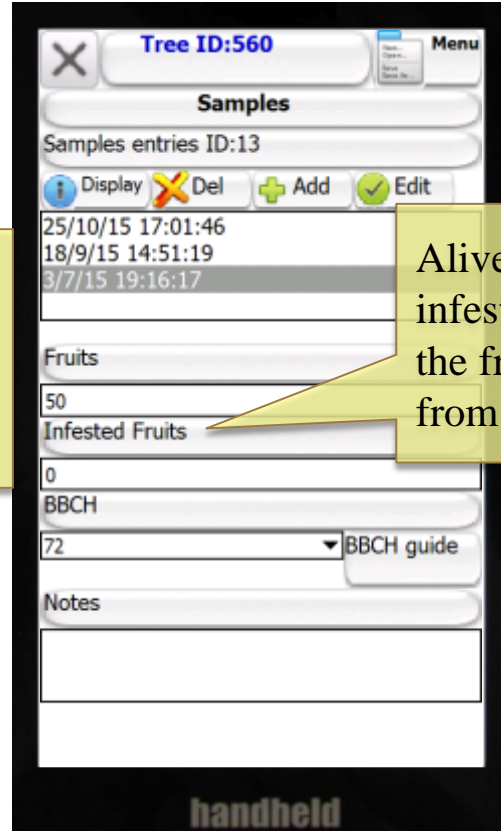 Tree ID:560
Menu
Samples
Samples entries ID:13
Display Del Add Edit
25/10/15 17:01:46
18/9/15 14:51:19
3/7/15 19:16:17
Alive
infes
the f
from
Fruits
50
Infested Fruits
0
BBCH
72
BBCH guide
Notes
handheld